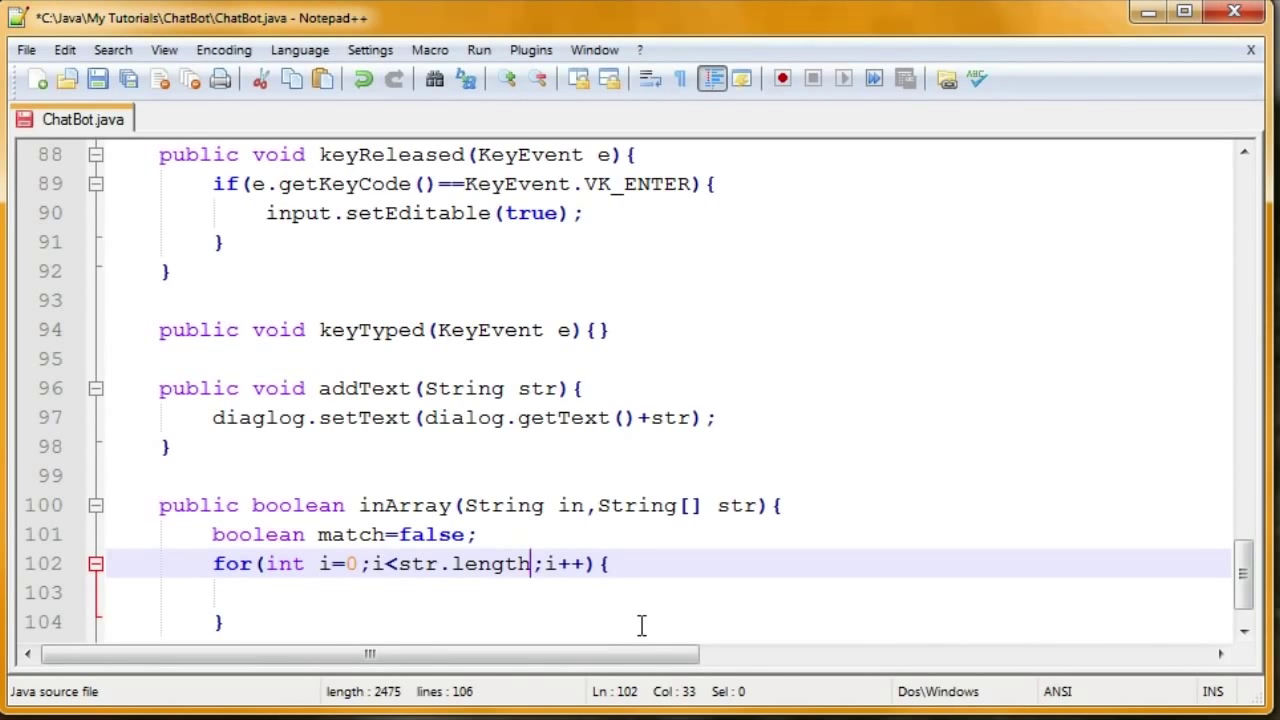 *C:\Java\My Tutorials\ChatBot\ChatBot.java - Notepad++
File Edit Search View Encoding Language Settings Macro Run Plugins Window ? X
ABC
ChatBot.java
88 public void keyReleased(KeyEvent e){
89 if(e.getKeyCode()==KeyEvent.VK_ENTER){
90 input.setEditable(true);
91 }
92 }
93
94 public void keyTyped(KeyEvent e){}
95
96 public void addText(String str){
97 diaglog.setText(dialog.getText()+str);
98 }
99
100 public boolean inArray(String in,String[] str){
101 boolean match=false;
102 for(int i=0;i<str.length;i++){
103
104 }
Java source file length : 2475 lines : 106 Ln : 102 Col : 33 Sel : 0 Dos\Windows ANSI INS